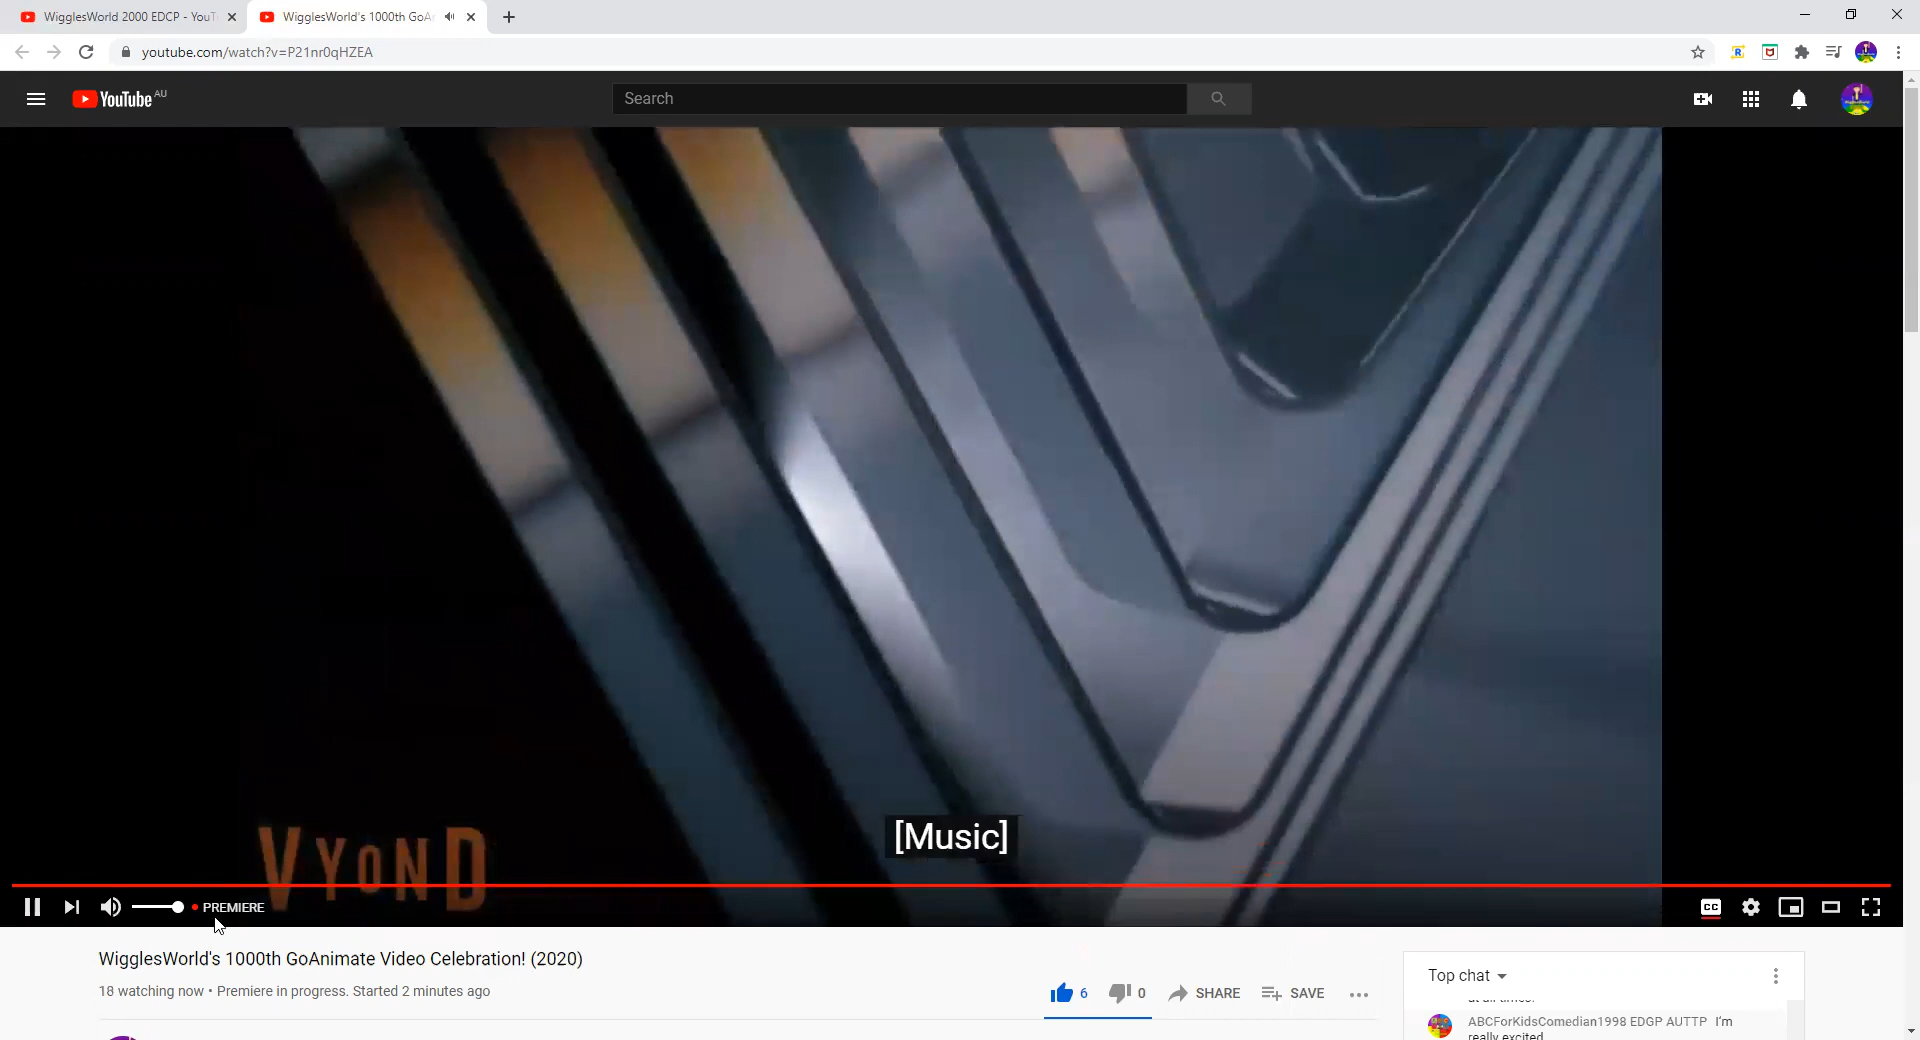 WigglesWorld 2000 EDCP - YouT
WigglesWorld's 1000th GoA
youtube.com/watch?v=P21nr0qHZEA
YouTube AU
Search
[Music]
VYOND
PREMIERE
CC
WigglesWorld's 1000th GoAnimate Video Celebration! (2020)
18 watching now • Premiere in progress. Started 2 minutes ago
6
0
SHARE
SAVE
Top chat
ABCForKidsComedian1998 EDGP AUTTP I'm
really excited